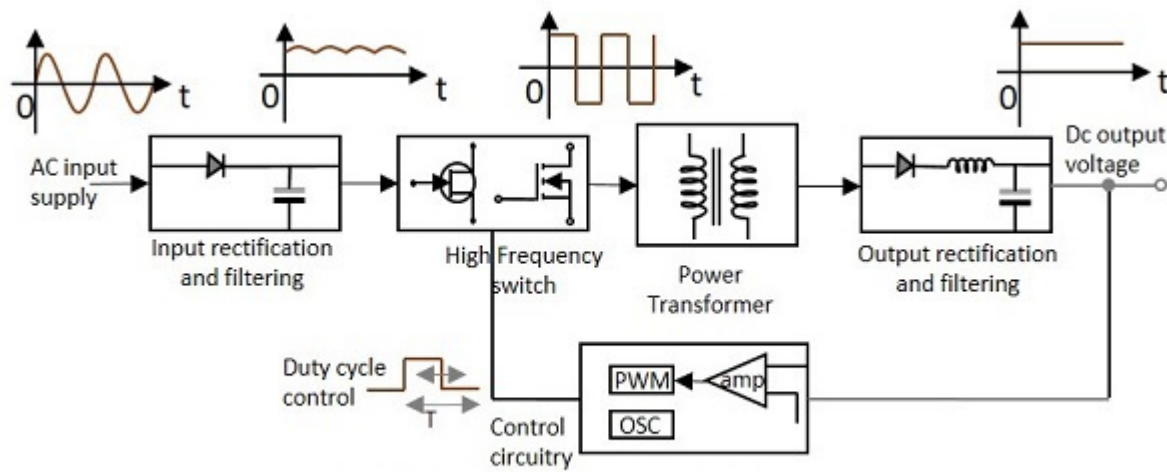 0
t
0
t
0
t
0
t
AC input
supply
Input rectification
and filtering
High Frequency
switch
Power
Transformer
Dc output
voltage
Output rectification
and filtering
Duty cycle
control
T
Control
circuitry
PWM
amp
OSC